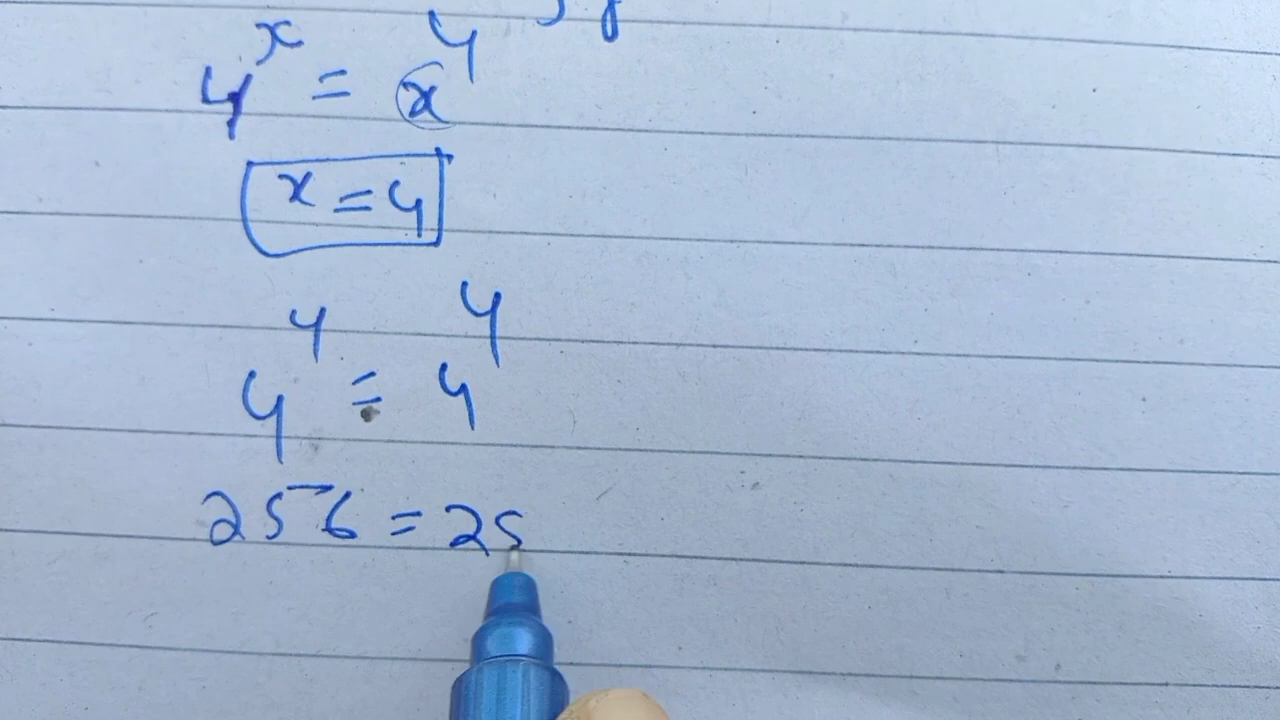 4^x = x^4
x = 4
4^4 = 4^4
256 = 25